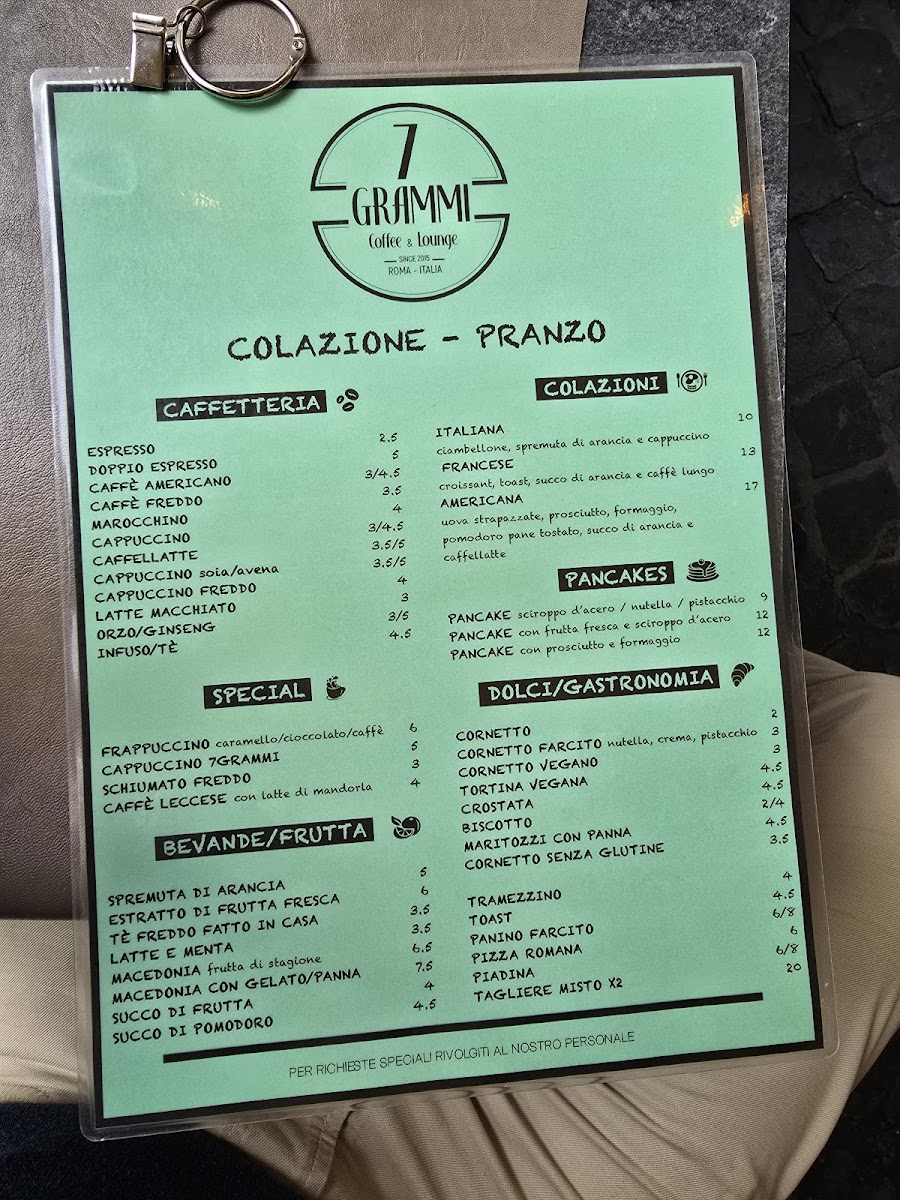 7
GRAMMI
Coffee & Lounge
SINCE 2015
ROMA - ITALIA
COLAZIONE - PRANZO
CAFFETTERIA
ESPRESSO 2.5
DOPPIO ESPRESSO 5
CAFFÈ AMERICANO 3/4.5
CAFFÈ FREDDO 3.5
MAROCCHINO 4
CAPPUCCINO 3/4.5
CAFFELLATTE 3.5/5
CAPPUCCINO soia/avena 3.5/5
CAPPUCCINO FREDDO 4
LATTE MACCHIATO 3
ORZO/GINSENG 3/5
INFUSO/TÈ 4.5
SPECIAL
FRAPPUCCINO caramello/cioccolato/caffè 6
CAPPUCCINO 7GRAMMI 5
SCHIUMATO FREDDO 3
CAFFÈ LECCESE con latte di mandorla 4
BEVANDE/FRUTTA
SPREMUTA DI ARANCIA 5
ESTRATTO DI FRUTTA FRESCA 6
TÈ FREDDO FATTO IN CASA 3.5
LATTE E MENTA 3.5
MACEDONIA frutta di stagione 6.5
MACEDONIA CON GELATO/PANNA 7.5
SUCCO DI FRUTTA 4
SUCCO DI POMODORO 4.5
COLAZIONI
ITALIANA 10
ciambellone, spremuta di arancia e cappuccino
FRANCESE 13
croissant, toast, succo di arancia e caffè lungo
AMERICANA 17
uova strapazzate, prosciutto, formaggio,
pomodoro pane tostato, succo di arancia e
caffellatte
PANCAKES
PANCAKE sciroppo d'acero / nutella / pistacchio 9
PANCAKE con frutta fresca e sciroppo d'acero 12
PANCAKE con prosciutto e formaggio 12
DOLCI/GASTRONOMIA
CORNETTO 2
CORNETTO FARCITO nutella, crema, pistacchio 3
CORNETTO VEGANO 3
TORTINA VEGANA 4.5
CROSTATA 4.5
BISCOTTO 2/4
MARITOZZI CON PANNA 4.5
CORNETTO SENZA GLUTINE 3.5
TRAMEZZINO 4
TOAST 4.5
PANINO FARCITO 6/8
PIZZA ROMANA 6
PIADINA 6/8
TAGLIERE MISTO X2 20
PER RICHIESTE SPECIALI RIVOLGITI AL NOSTRO PERSONALE